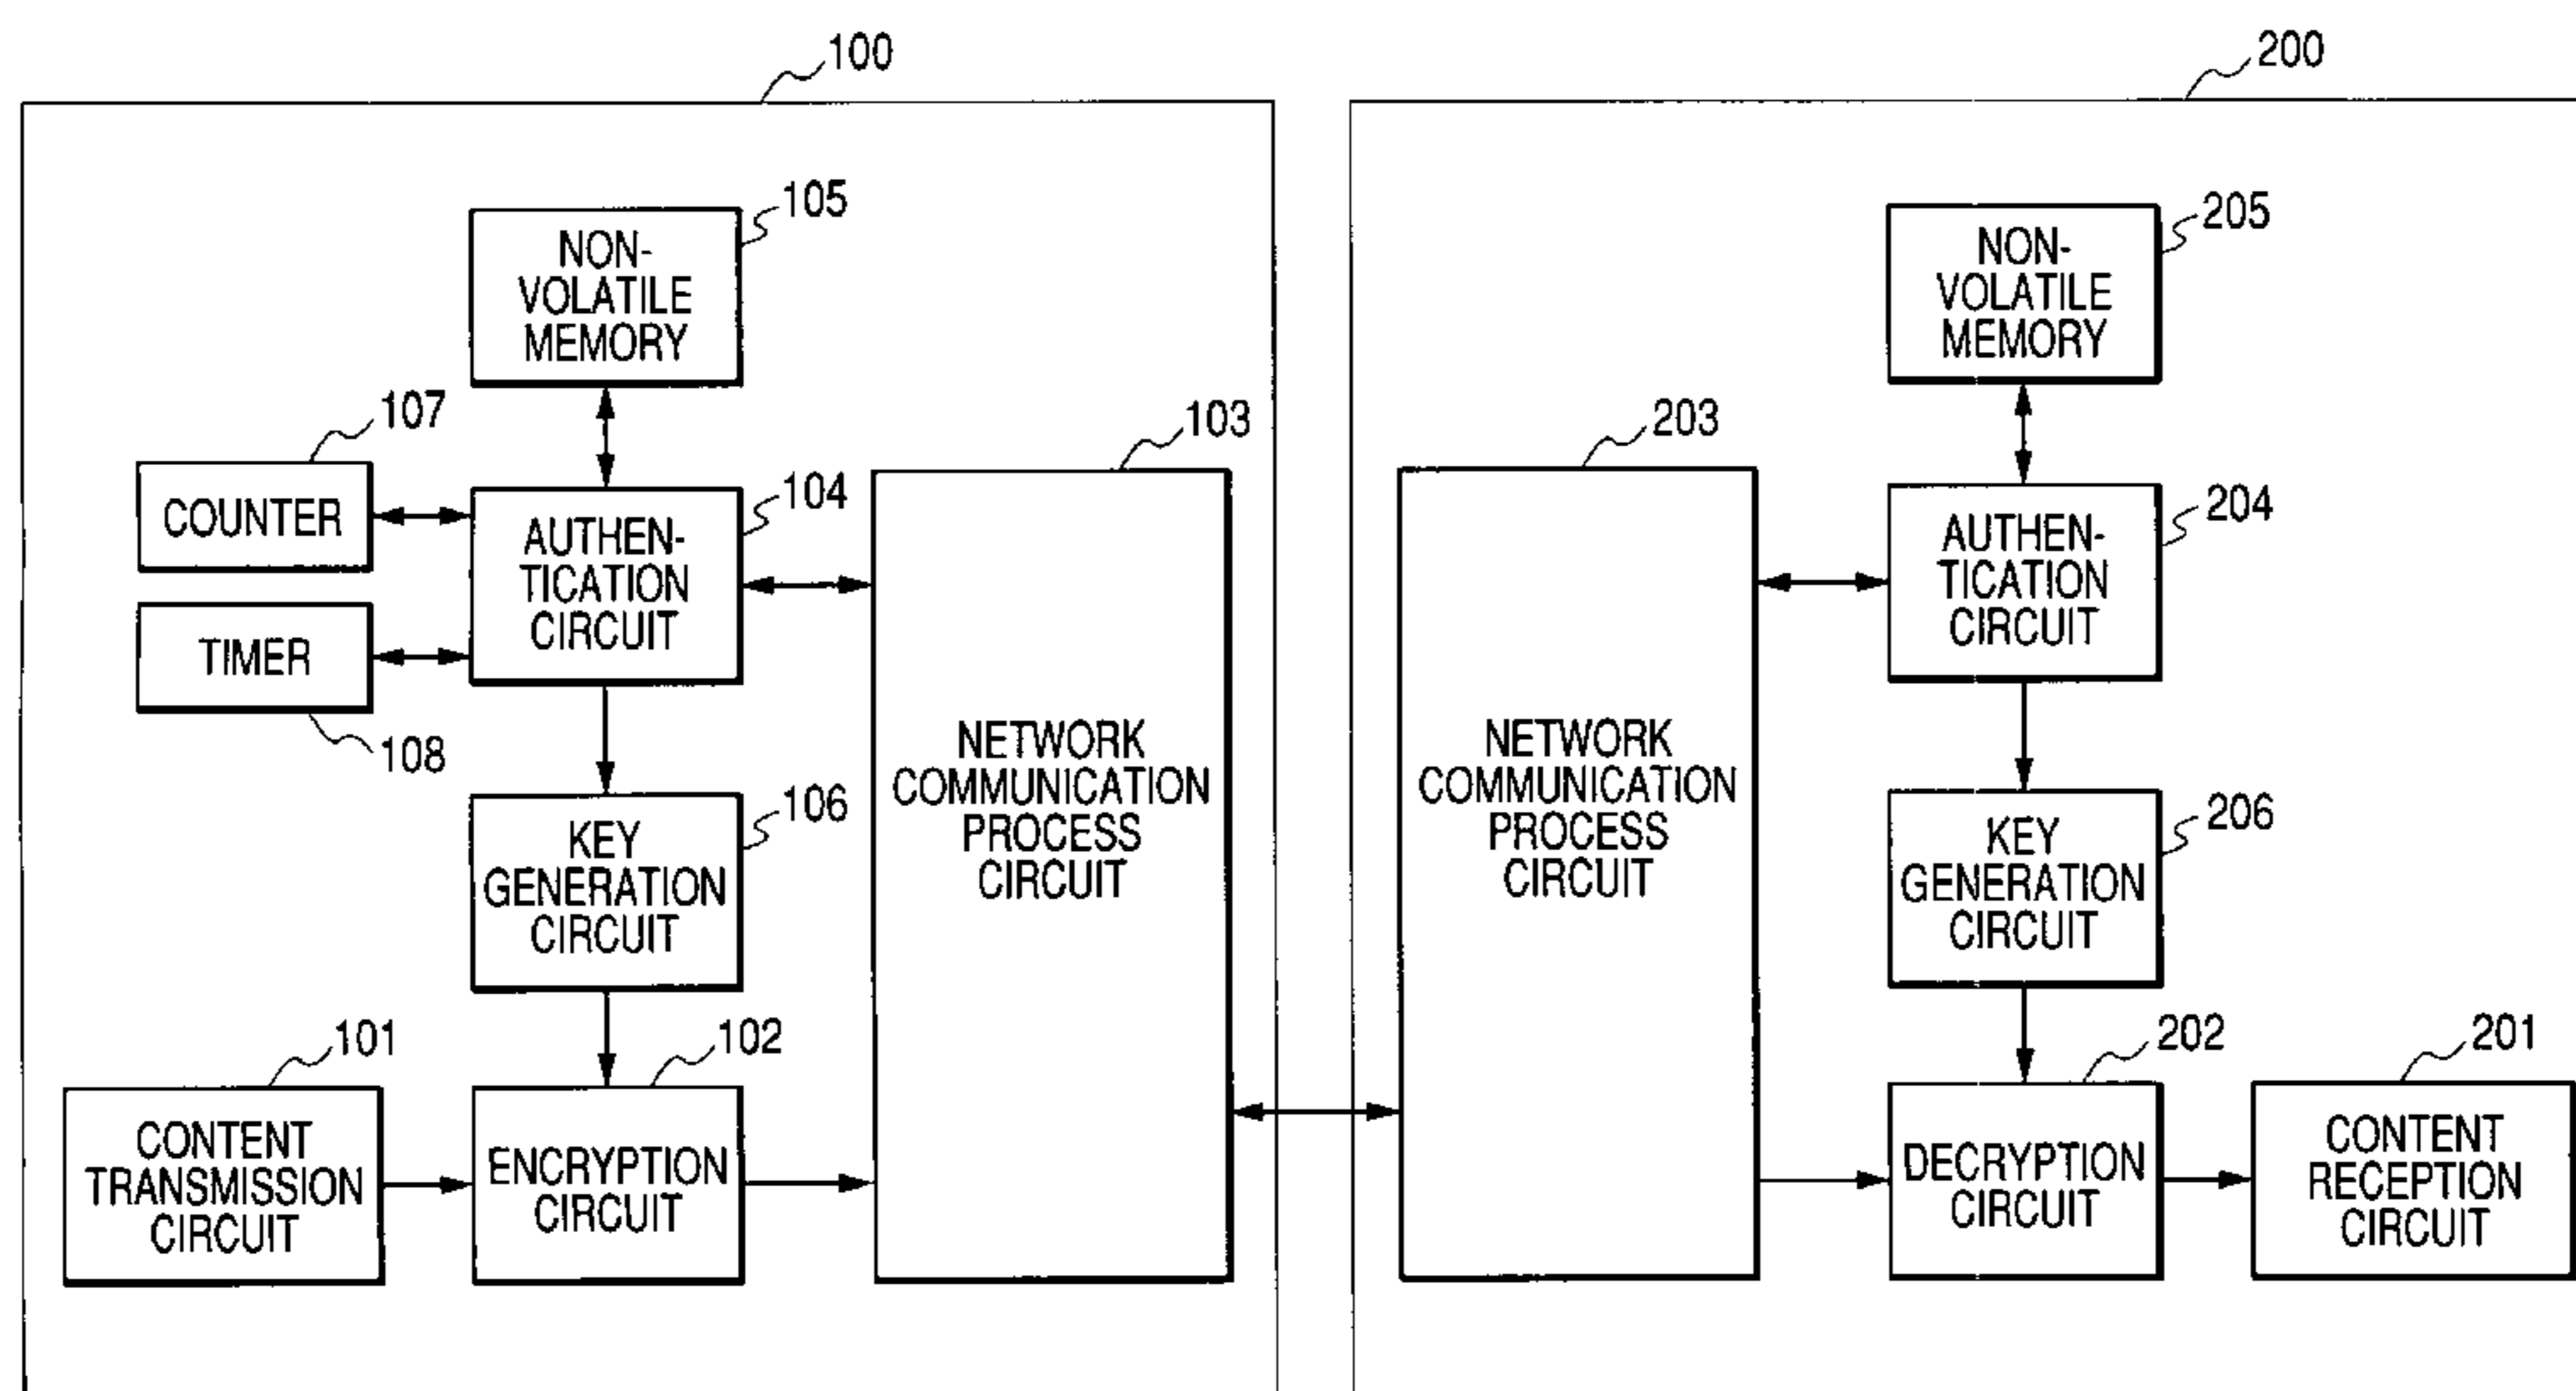 100
200
105
NON-
VOLATILE
MEMORY
205
NON-
VOLATILE
MEMORY
107
COUNTER
104
AUTHEN-
TICATION
CIRCUIT
103
NETWORK
COMMUNICATION
PROCESS
CIRCUIT
203
NETWORK
COMMUNICATION
PROCESS
CIRCUIT
204
AUTHEN-
TICATION
CIRCUIT
TIMER
108
106
KEY
GENERATION
CIRCUIT
206
KEY
GENERATION
CIRCUIT
101
CONTENT
TRANSMISSION
CIRCUIT
102
ENCRYPTION
CIRCUIT
202
DECRYPTION
CIRCUIT
201
CONTENT
RECEPTION
CIRCUIT